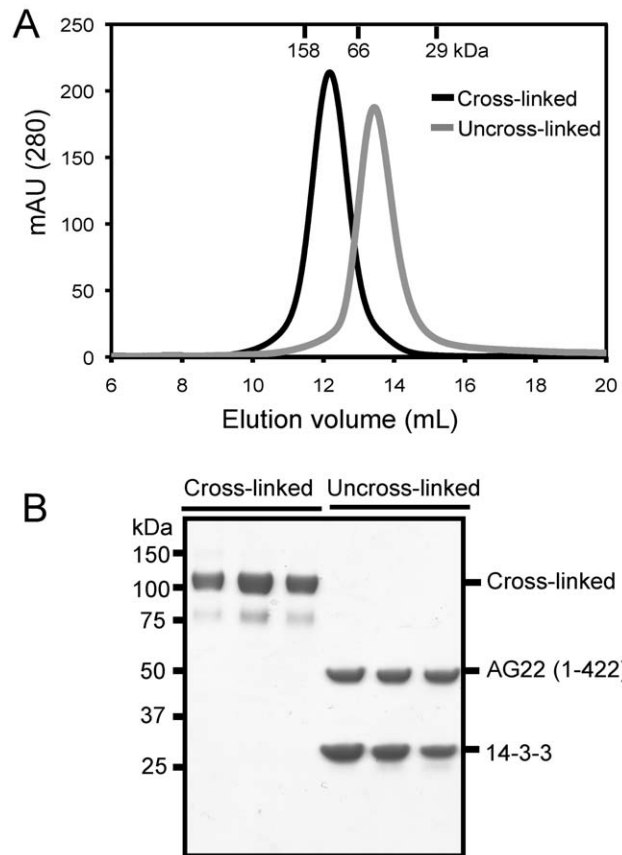 A
158 66 29 kDa
250
200
150
100
50
0
mAU (280)
Cross-linked
Uncross-linked
6 8 10 12 14 16 18 20
Elution volume (mL)
B
Cross-linked Uncross-linked
kDa
150
100
75
50
37
25
Cross-linked
AG22 (1-422)
14-3-3